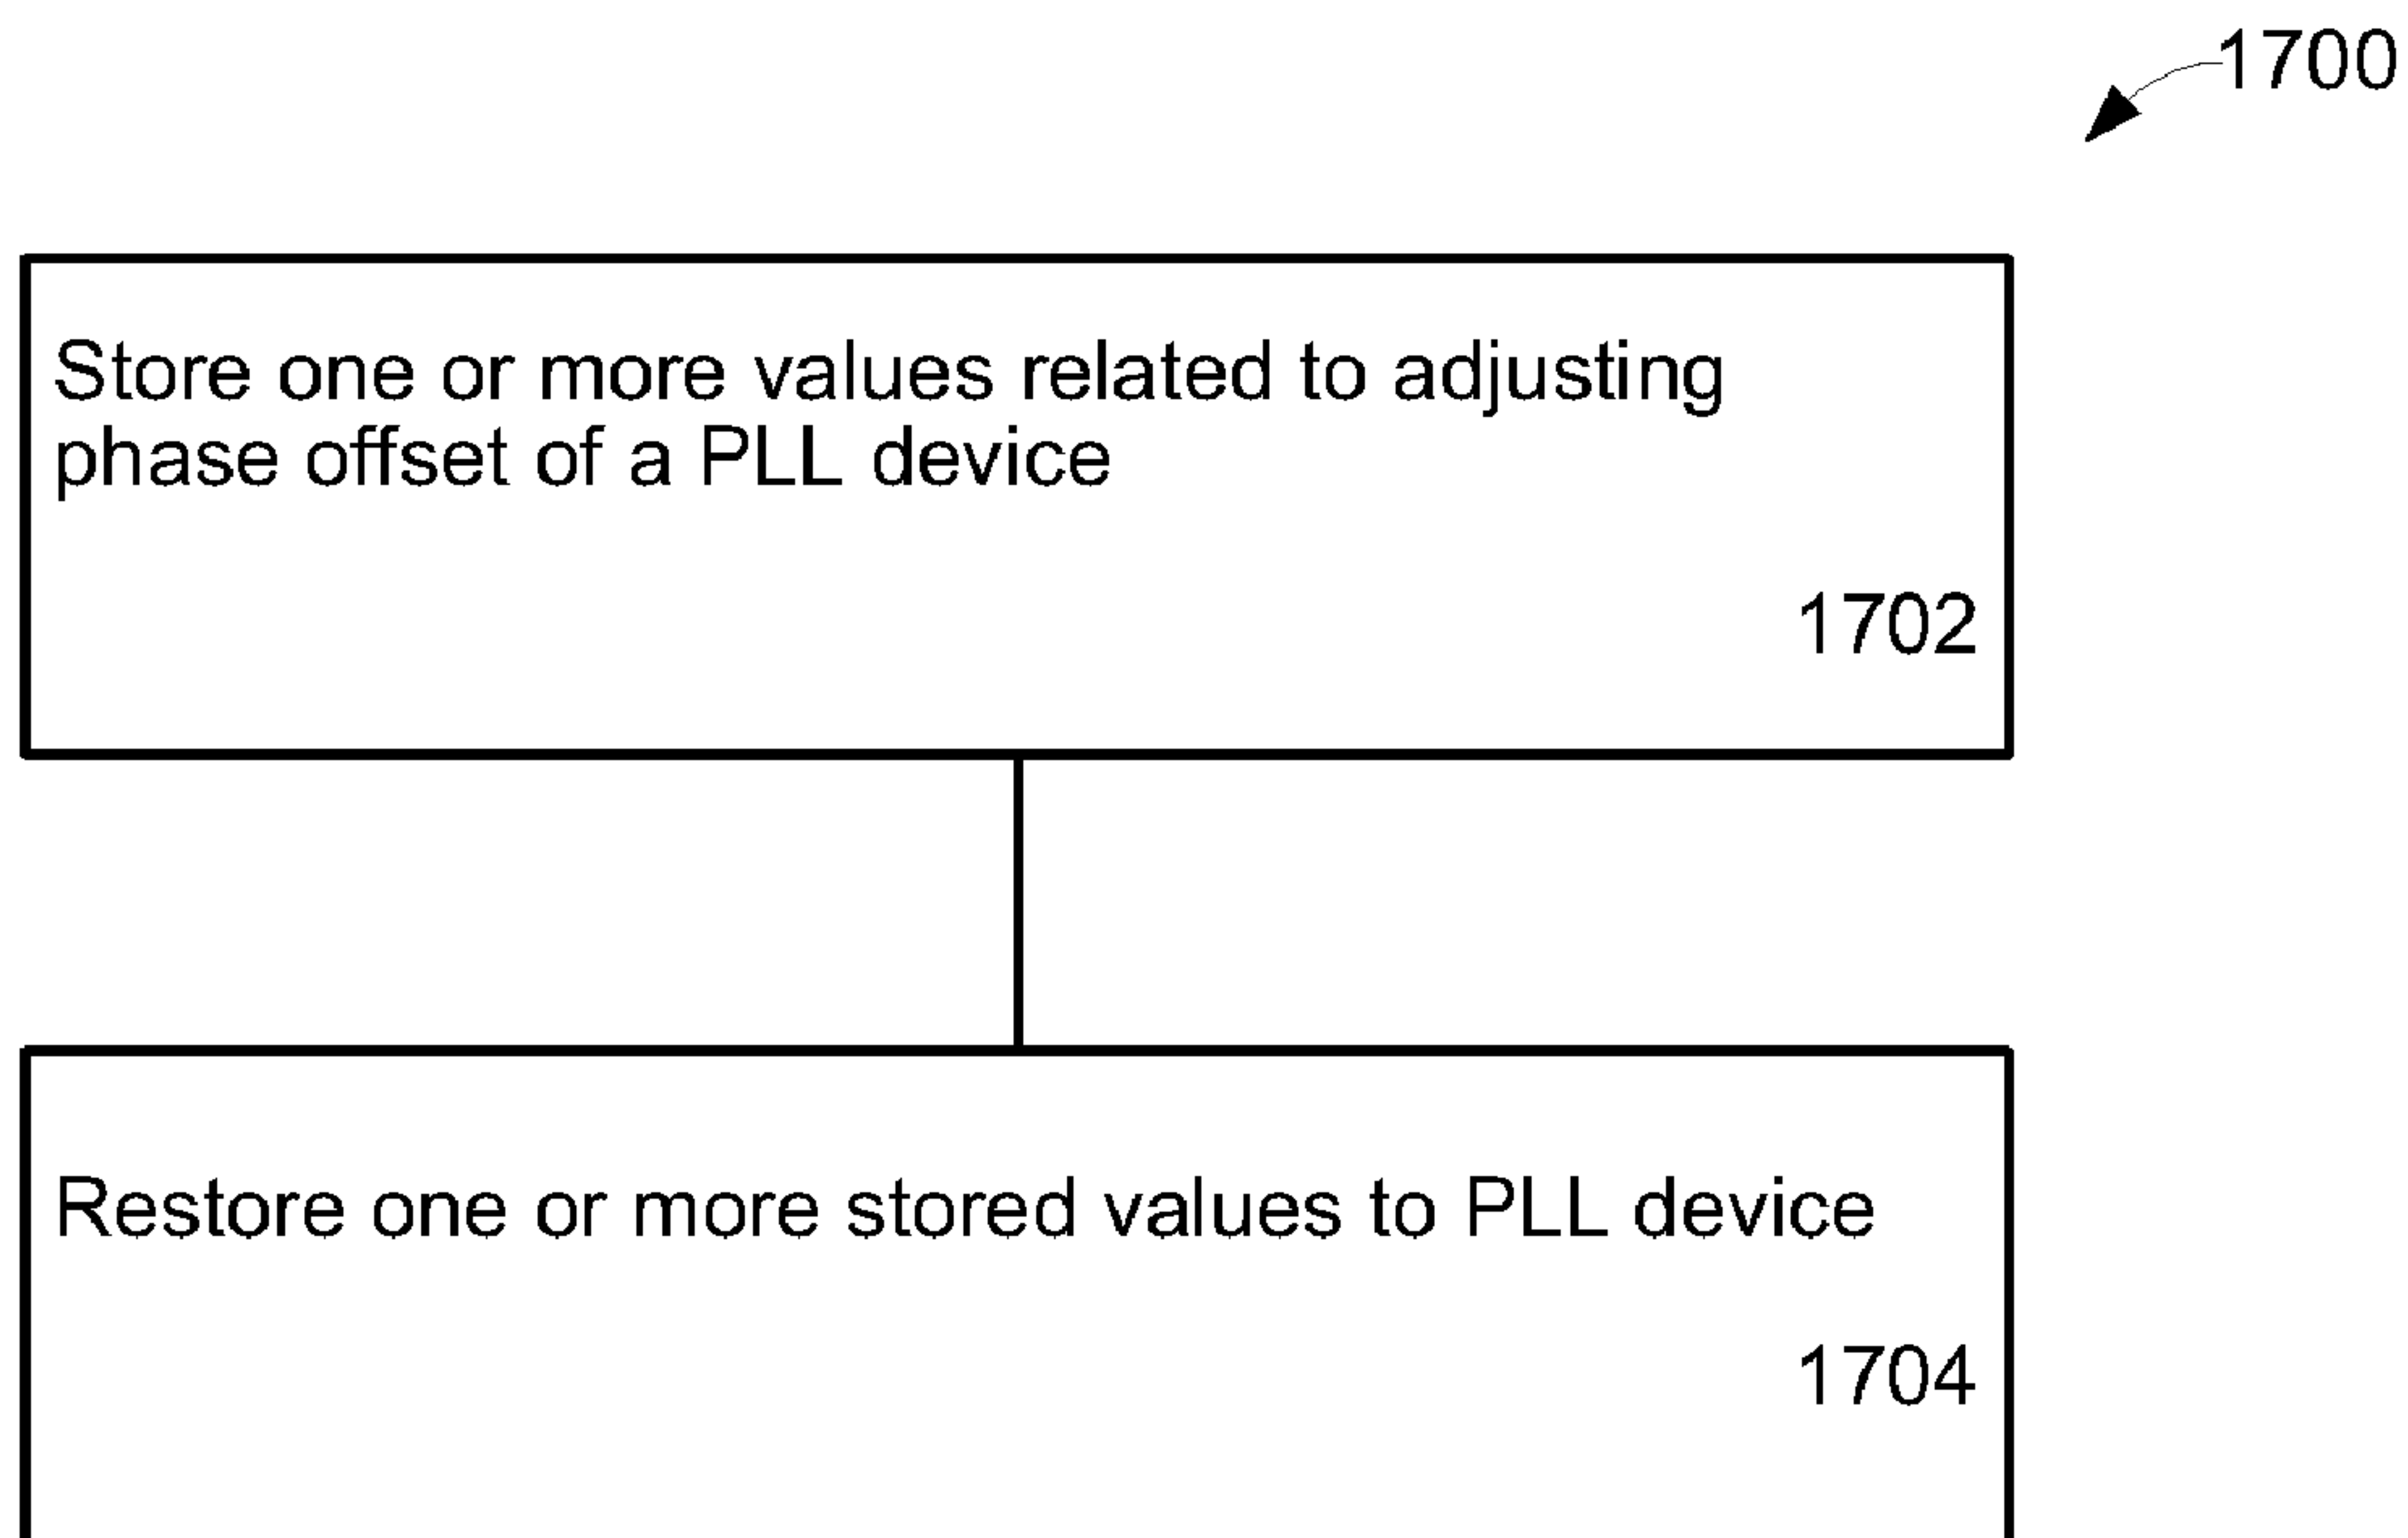 1700
Store one or more values related to adjusting
phase offset of a PLL device
1702
Restore one or more stored values to PLL device
1704